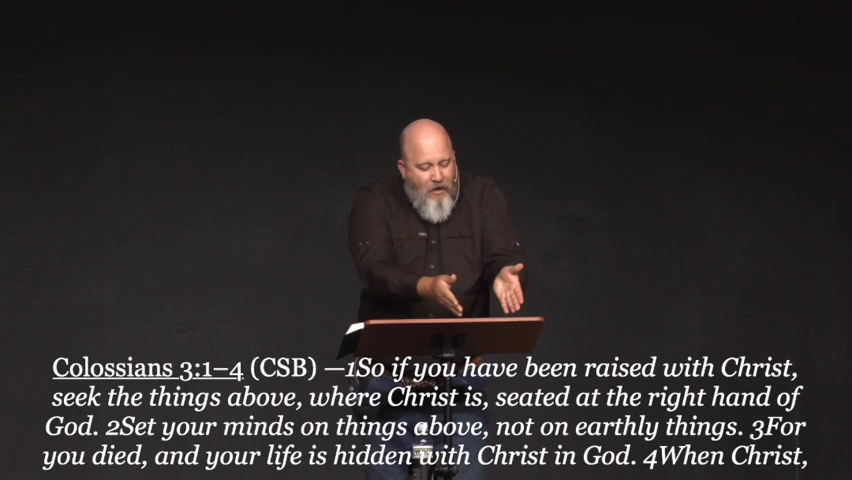 Colossians 3:1–4 (CSB) —1So if you have been raised with Christ,
seek the things above, where Christ is, seated at the right hand of
God. 2Set your minds on things above, not on earthly things. 3For
you died, and your life is hidden with Christ in God. 4When Christ,